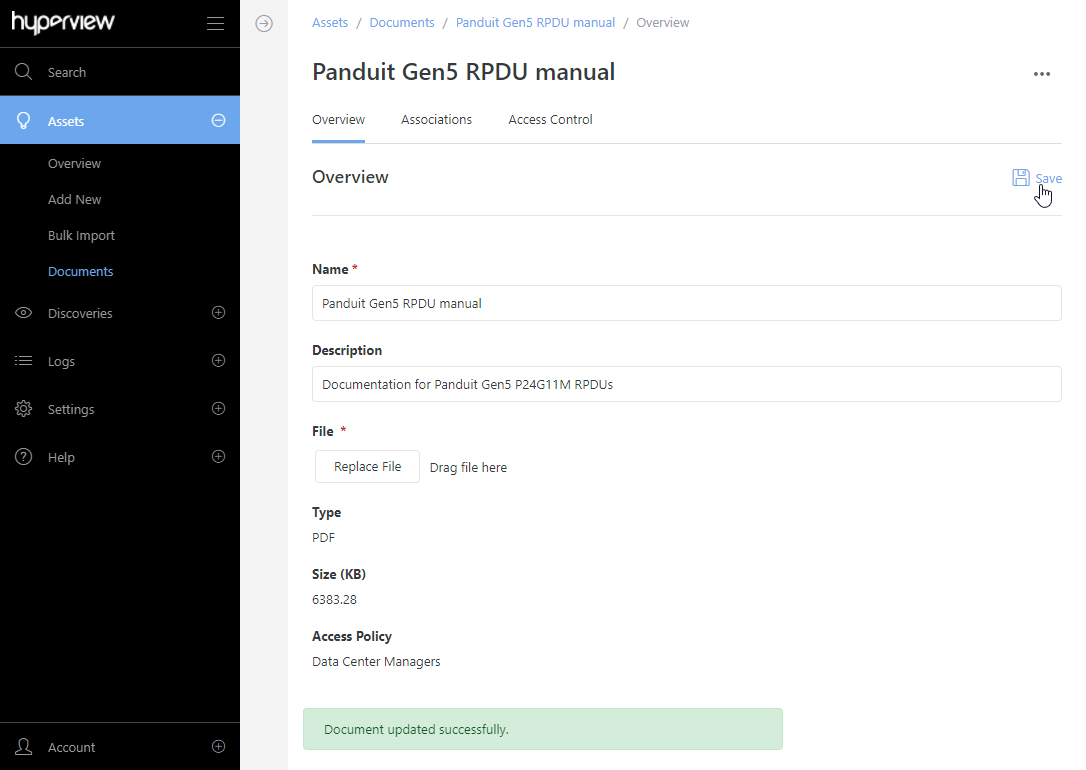 hyperview
Search
Assets
Overview
Add New
Bulk Import
Documents
Discoveries
Logs
Settings
Help
Account
Assets / Documents / Panduit Gen5 RPDU manual / Overview
Panduit Gen5 RPDU manual
Overview Associations Access Control
Overview
Save
Name *
Panduit Gen5 RPDU manual
Description
Documentation for Panduit Gen5 P24G11M RPDUs
File *
Replace File Drag file here
Type
PDF
Size (KB)
6383.28
Access Policy
Data Center Managers
Document updated successfully.